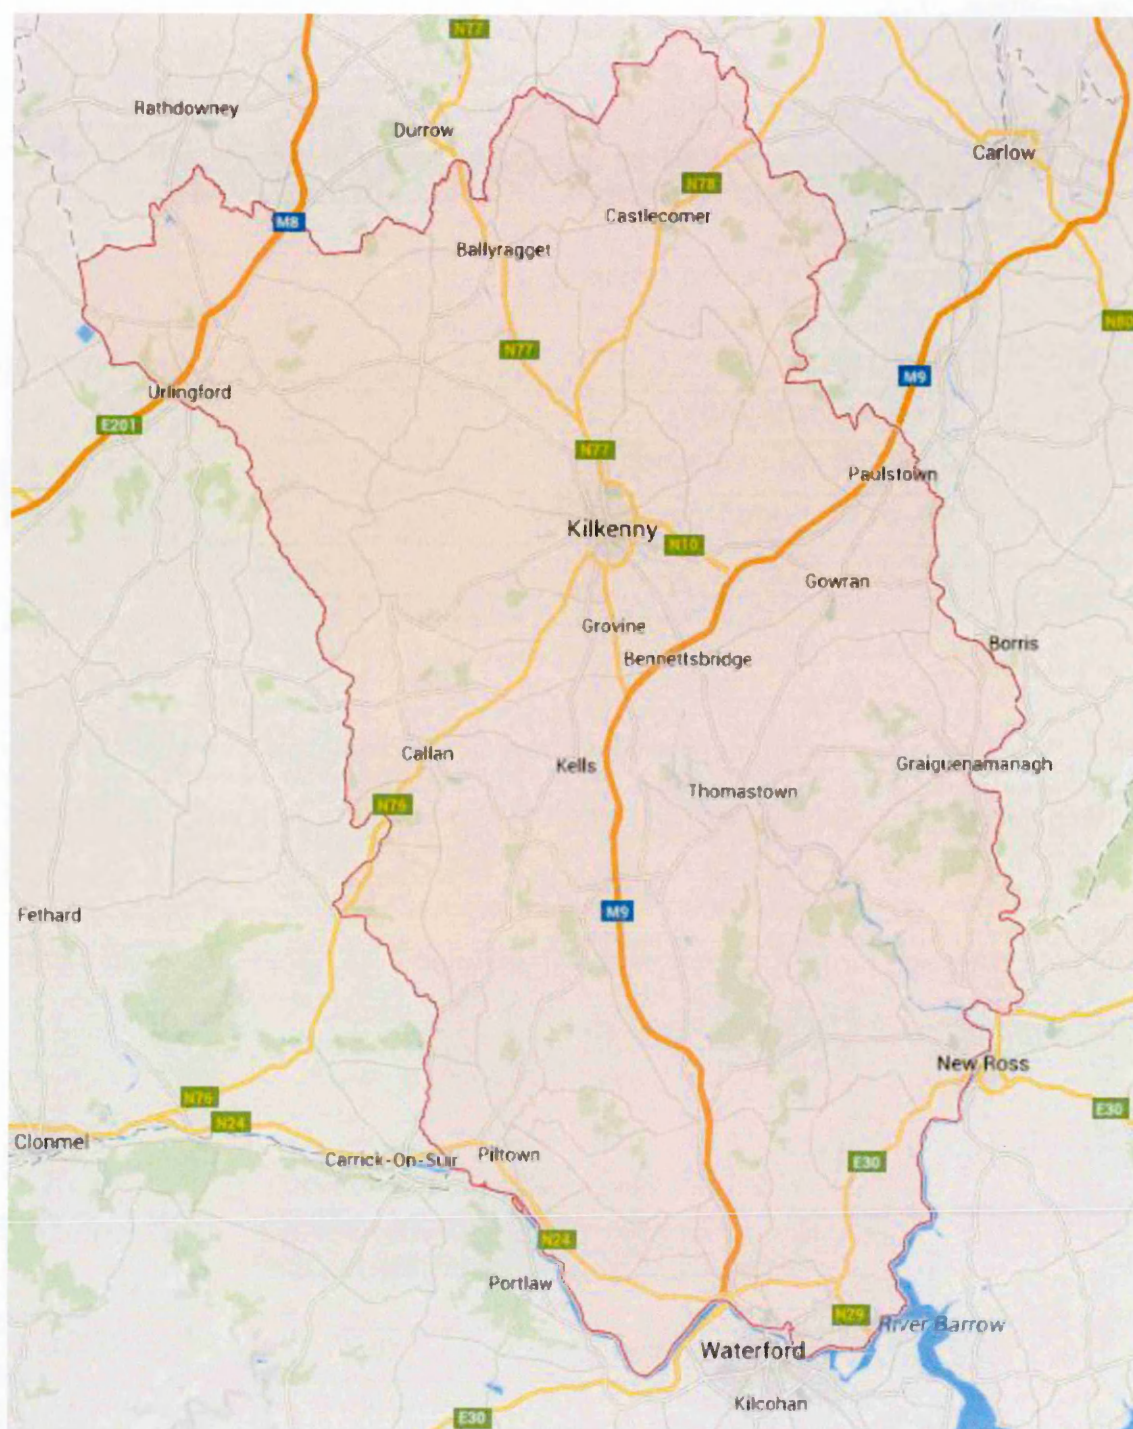 N77
Rathdowney
Durrow
Carlow
N78
Castlecomer
M8
Ballyragget
N80
N77
M9
Urlingford
E201
N77
Paulstown
Kilkenny
N10
Gowran
Grovine
Borris
Bennettsbridge
Callan
Kells
Graiguenamanagh
Thomastown
N76
Fethard
M9
New Ross
N76
E30
N24
Clonmel
Carrick-On-Suir
Piltown
E30
N24
Portlaw
N29
River Barrow
Waterford
Kilcohan
E30